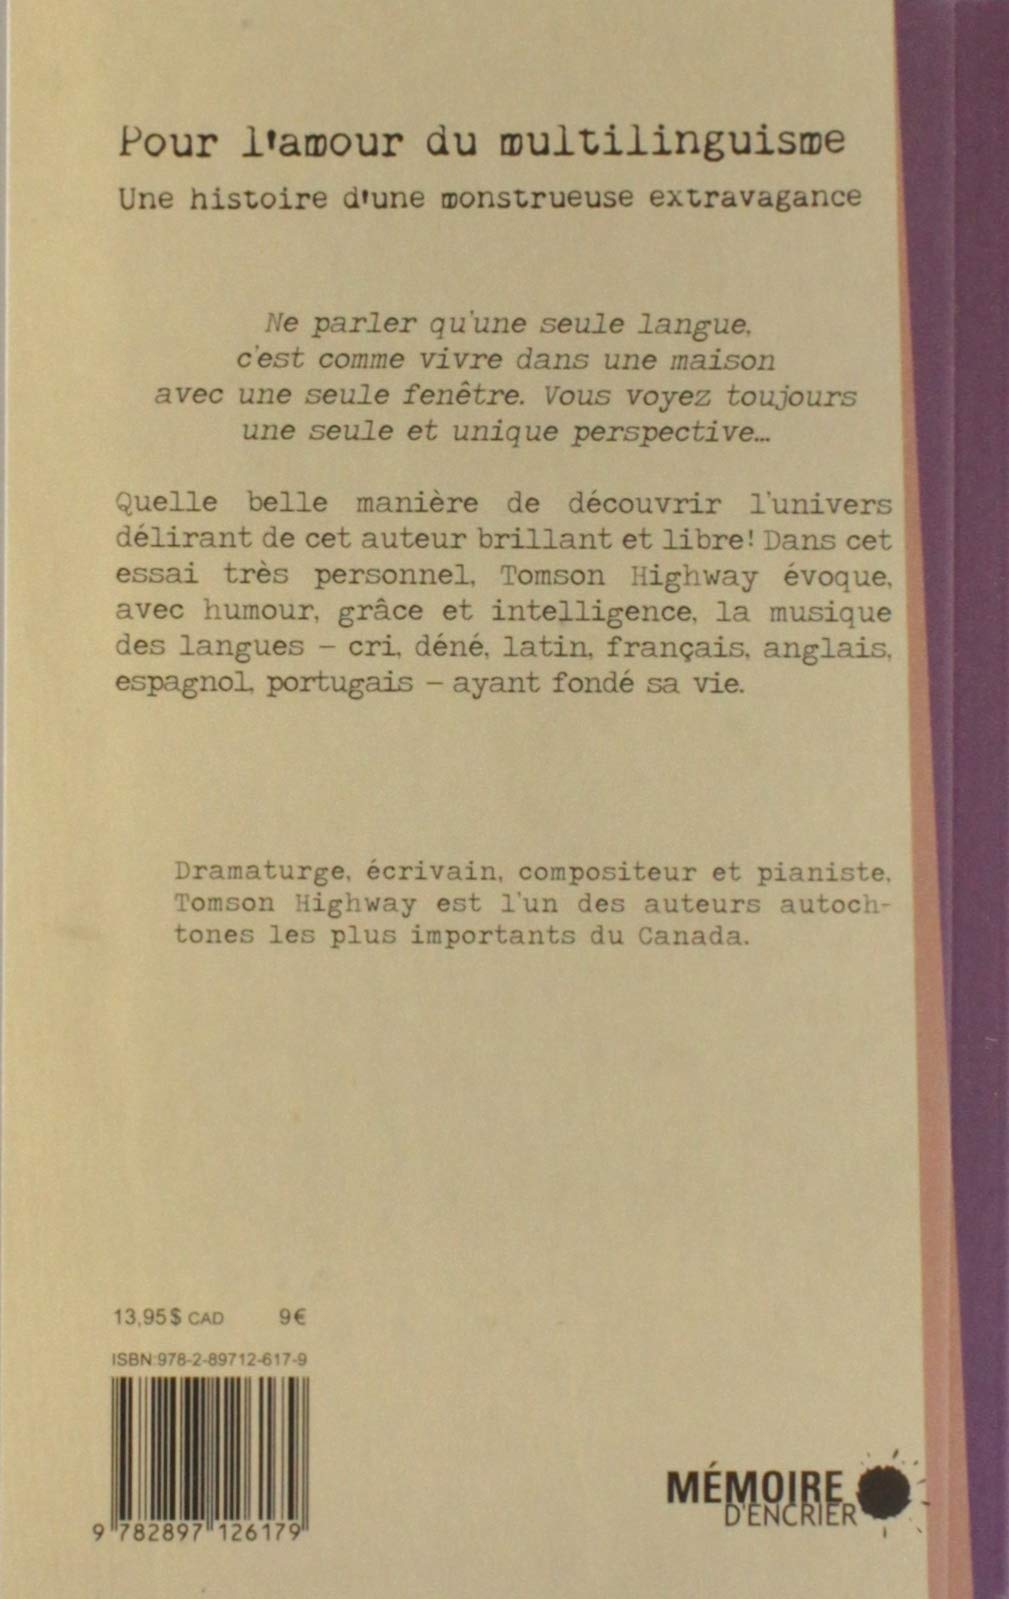 Pour l'amour du multilinguisme
Une histoire d'une monstrueuse extravagance
Ne parler qu'une seule langue,
c'est comme vivre dans une maison
avec une seule fenêtre. Vous voyez toujours
une seule et unique perspective…
Quelle belle manière de découvrir l'univers
délirant de cet auteur brillant et libre! Dans cet
essai très personnel, Tomson Highway évoque,
avec humour, grâce et intelligence, la musique
des langues – cri, déné, latin, français, anglais,
espagnol, portugais – ayant fondé sa vie.
Dramaturge, écrivain, compositeur et pianiste,
Tomson Highway est l'un des auteurs autoch-
tones les plus importants du Canada.
13,95$ CAD 9€
ISBN:978-2-89712-617-9
9 782897 126179
MÉMOIRE
D'ENCRIER